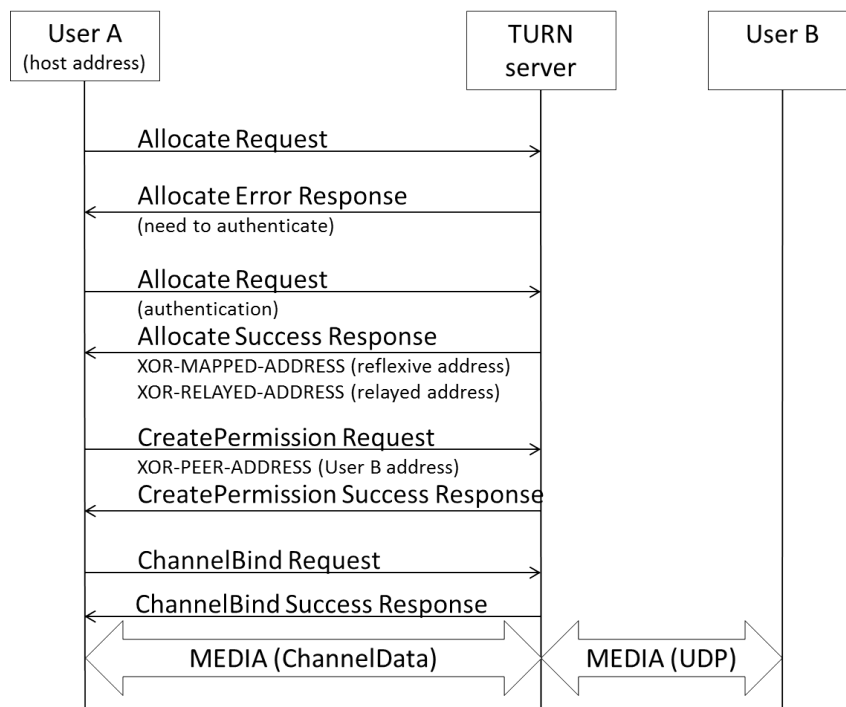 User A
(host address)
TURN
server
User B
Allocate Request
Allocate Error Response
(need to authenticate)
Allocate Request
(authentication)
Allocate Success Response
XOR-MAPPED-ADDRESS (reflexive address)
XOR-RELAYED-ADDRESS (relayed address)
CreatePermission Request
XOR-PEER-ADDRESS (User B address)
CreatePermission Success Response
ChannelBind Request
ChannelBind Success Response
MEDIA (ChannelData)
MEDIA (UDP)